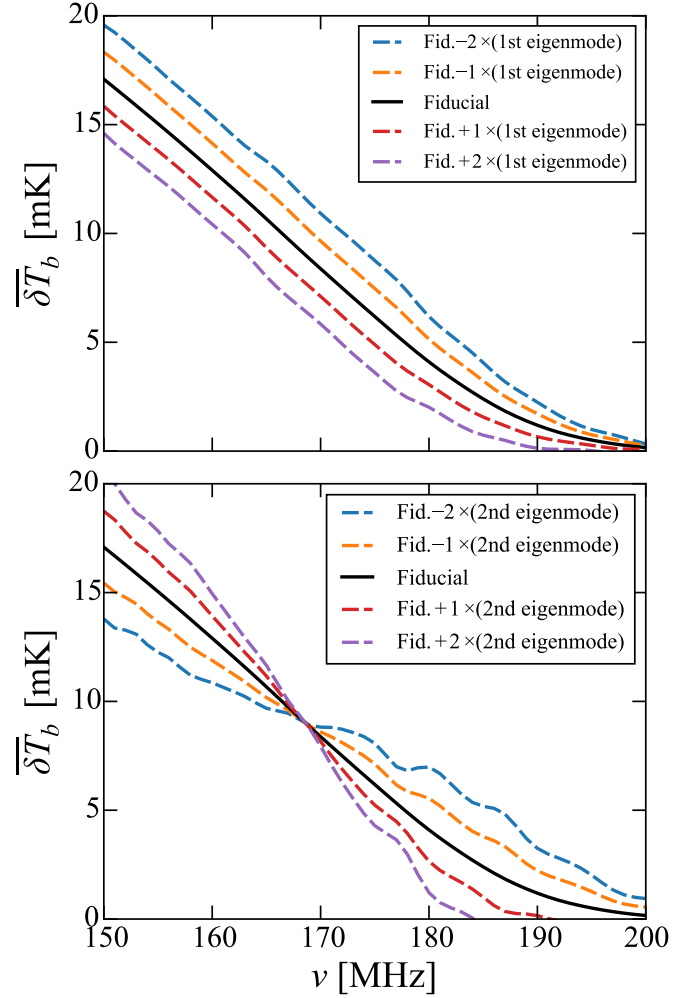 20
15
10
5
0
δT_b [mK]
Fid.−2×(1st eigenmode)
Fid.−1×(1st eigenmode)
Fiducial
Fid.+1×(1st eigenmode)
Fid.+2×(1st eigenmode)
20
15
10
5
0
δT_b [mK]
Fid.−2×(2nd eigenmode)
Fid.−1×(2nd eigenmode)
Fiducial
Fid.+1×(2nd eigenmode)
Fid.+2×(2nd eigenmode)
150 160 170 180 190 200
ν [MHz]